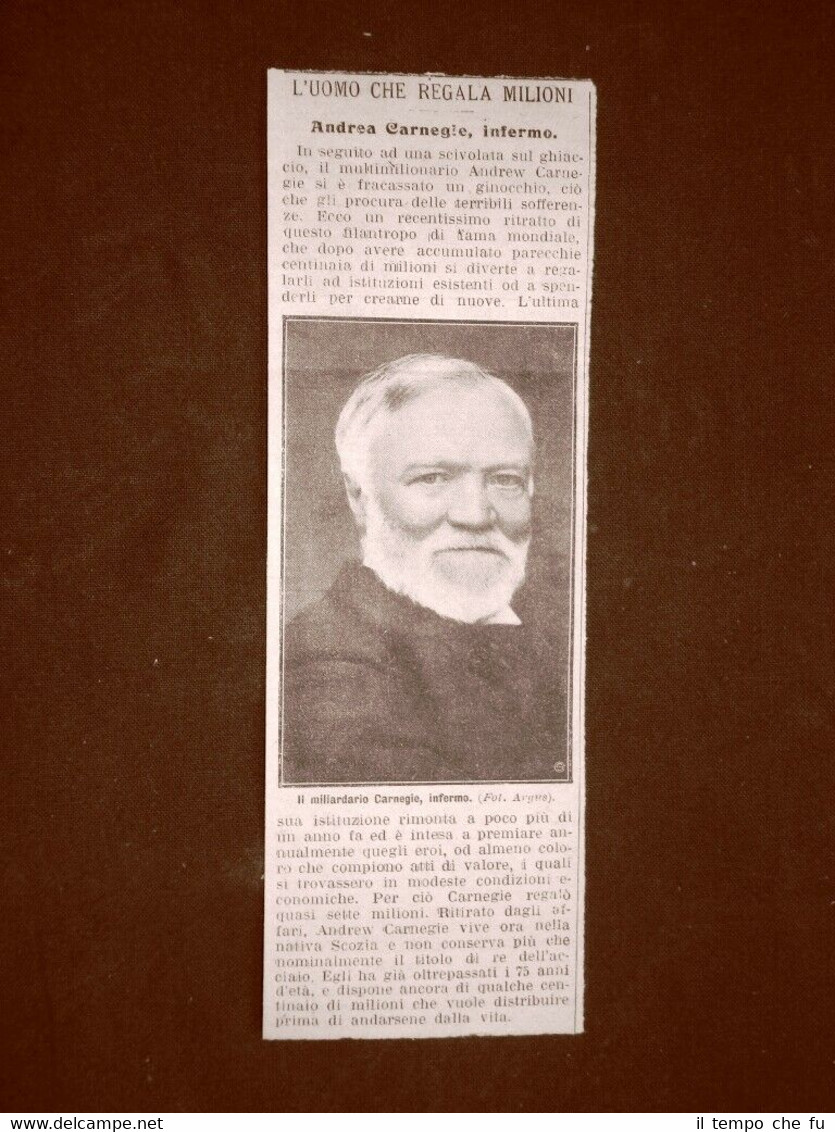 L'UOMO CHE REGALA MILIONI
Andrea Carnegie, infermo.
In seguito ad una scivolata sul ghiac-
cio, il multimilionario Andrew Carne-
gie si è fracassato un ginocchio, ciò
che gli procura delle terribili sofferen-
ze. Ecco un recentissimo ritratto di
questo filantropo di fama mondiale,
che dopo avere accumulato parecchie
centinaia di milioni si diverte a rega-
larli ad istituzioni esistenti od a spen-
derli per crearne di nuove. L'ultima
Il miliardario Carnegie, infermo. (Fot. Argus).
sua istituzione rimonta a poco più di
un anno fa ed è intesa a premiare an-
nualmente quegli eroi, od almeno colo-
ro che compiono atti di valore, i quali
si trovassero in modeste condizioni e-
conomiche. Per ciò Carnegie regalò
quasi sette milioni. Ritirato dagli af-
fari, Andrew Carnegie vive ora nella
nativa Scozia e non conserva più che
nominalmente il titolo di re dell'ac-
ciaio. Egli ha già oltrepassati i 75 anni
d'età, e dispone ancora di qualche cen-
tinaio di milioni che vuole distribuire
prima di andarsene dalla vita.
www.delcampe.net
il tempo che fu